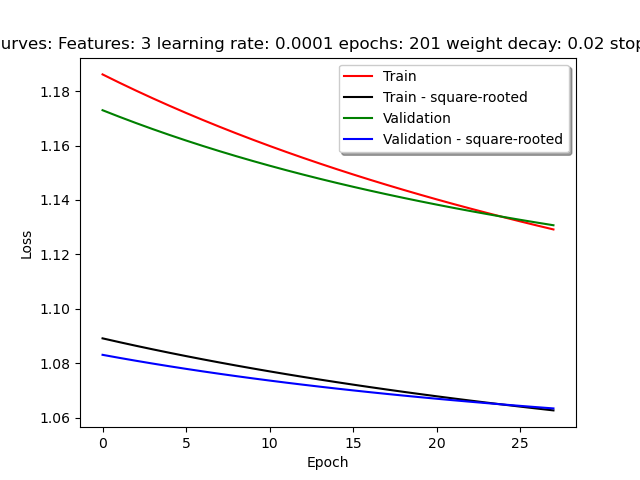 urves: Features: 3 learning rate: 0.0001 epochs: 201 weight decay: 0.02 stop
Train
Train - square-rooted
Validation
Validation - square-rooted
1.18
1.16
1.14
1.12
1.10
1.08
1.06
Loss
0 5 10 15 20 25
Epoch